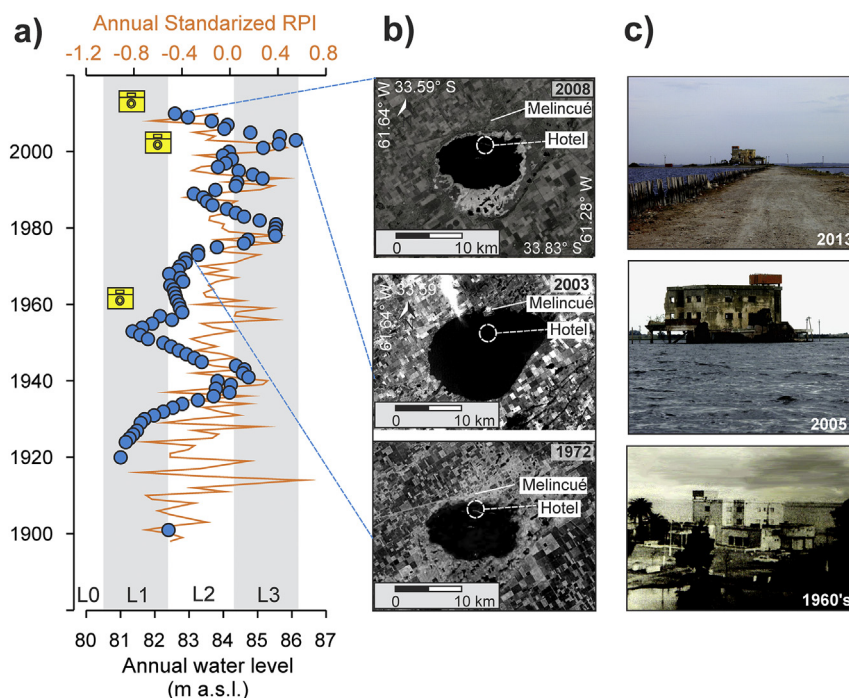 a)
Annual Standarized RPI
-1.2 -0.8 -0.4 0.0 0.4 0.8
2000
1980
1960
1940
1920
1900
L0 L1 L2 L3
80 81 82 83 84 85 86 87
Annual water level
(m a.s.l.)
b)
33.59° S
2008
61.64° W
Melincué
Hotel
61.28° W
33.83° S
0 10 km
33.59
2003
61.64° W
Melincué
Hotel
0 10 km
1972
Melincué
Hotel
0 10 km
c)
2013
2005
1960's